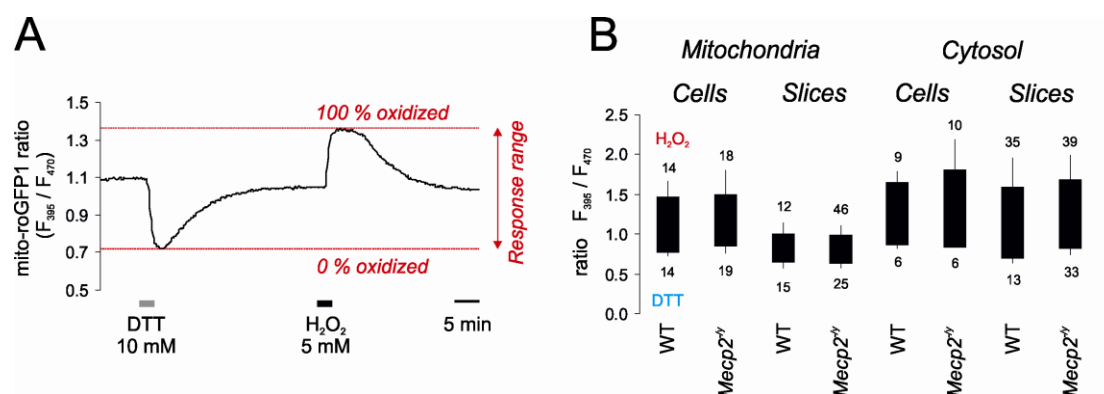 A
mito-roGFP1 ratio
(F₃₉₅ / F₄₇₀)
1.5
1.3
1.1
0.9
0.7
0.5
100 % oxidized
0 % oxidized
Response range
DTT
10 mM
H₂O₂
5 mM
5 min
B
Mitochondria Cytosol
Cells Slices Cells Slices
ratio F₃₉₅ / F₄₇₀
2.5
2.0
1.5
1.0
0.5
0.0
H₂O₂
14 18 12 46 9 10 35 39
14 19 15 25 6 6 13 33
DTT
WT Mecp2⁻/ʸ WT Mecp2⁻/ʸ WT Mecp2⁻/ʸ WT Mecp2⁻/ʸ